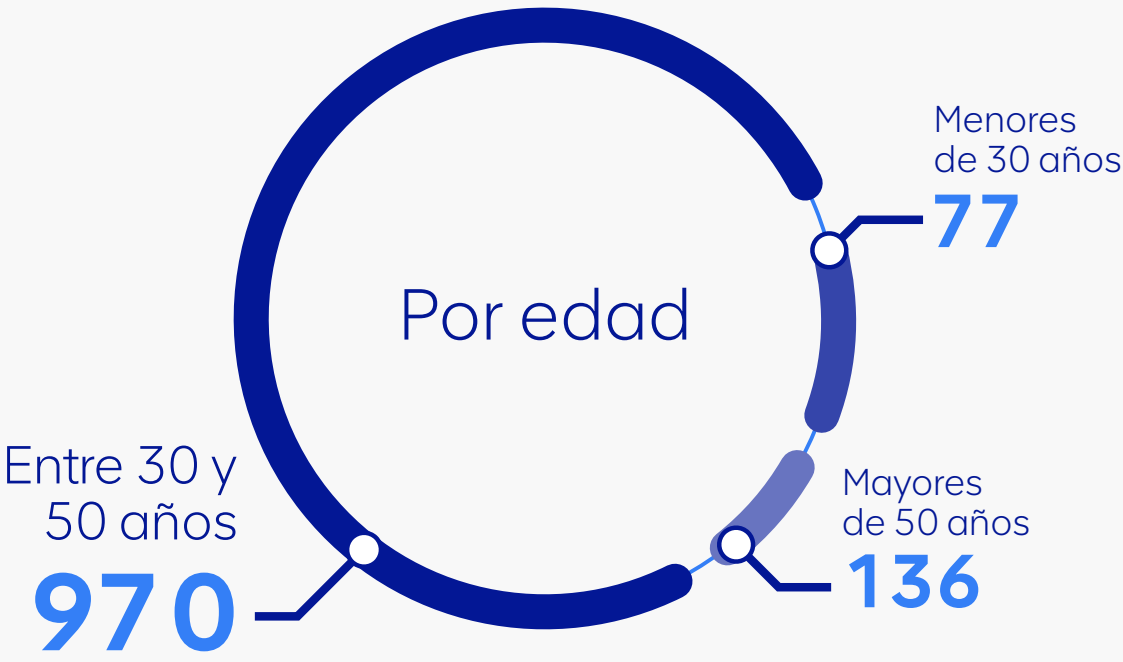 Por edad
Menores
de 30 años
77
Mayores
de 50 años
136
Entre 30 y
50 años
970